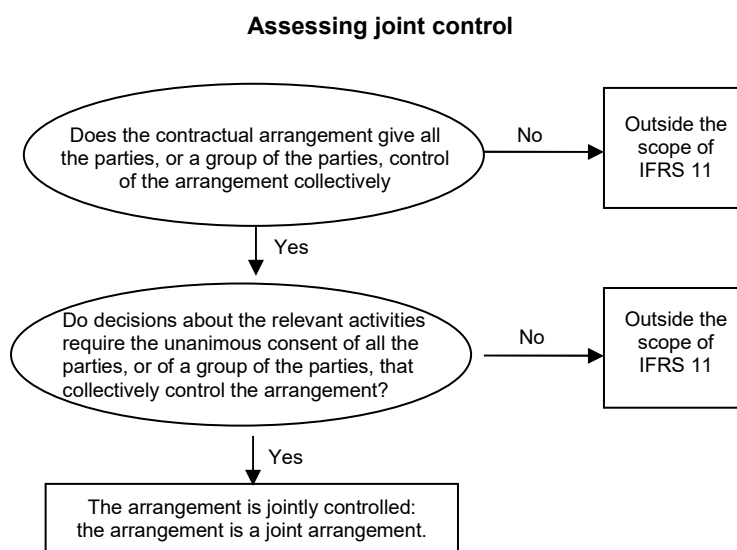 Assessing joint control
Does the contractual arrangement give all
the parties, or a group of the parties, control
of the arrangement collectively
No
Outside the
scope of
IFRS 11
Yes
Do decisions about the relevant activities
require the unanimous consent of all the
parties, or of a group of the parties, that
collectively control the arrangement?
No
Outside the
scope of
IFRS 11
Yes
The arrangement is jointly controlled:
the arrangement is a joint arrangement.